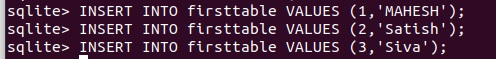 sqlite> INSERT INTO firsttable VALUES (1,'MAHESH');
sqlite> INSERT INTO firsttable VALUES (2,'Satish');
sqlite> INSERT INTO firsttable VALUES (3,'Siva');